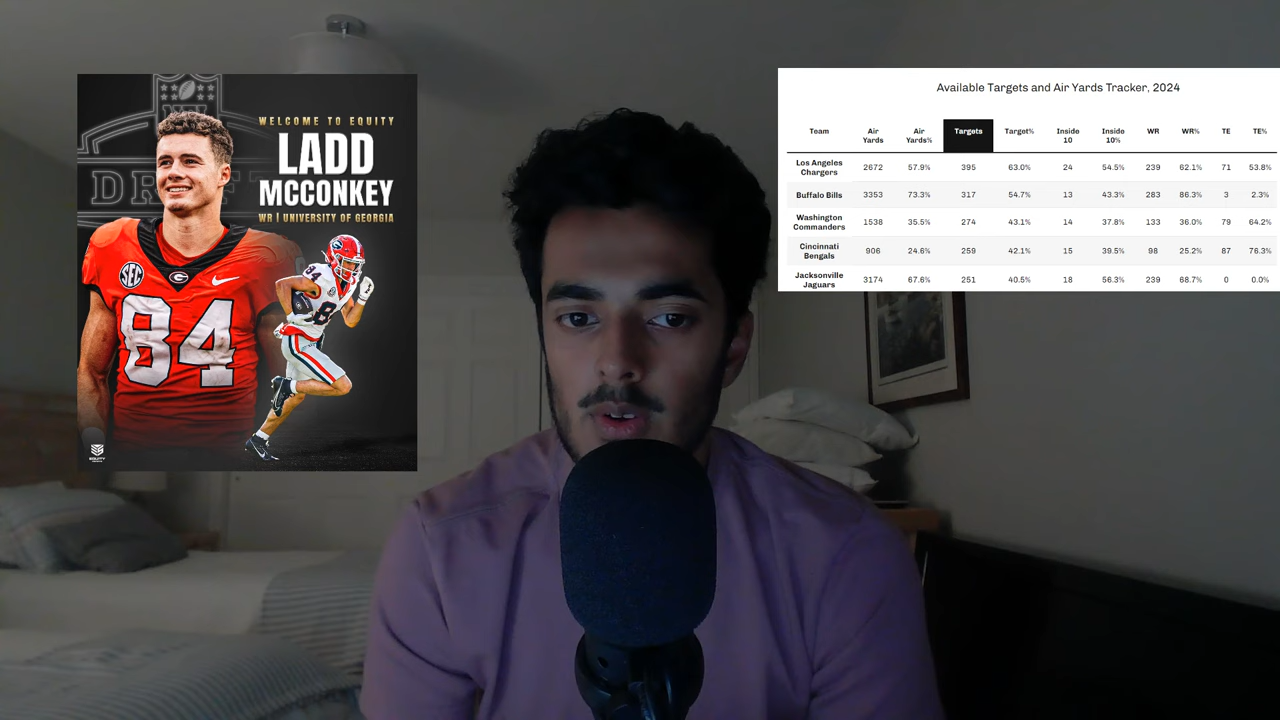 WELCOME TO EQUITY
LADD
MCCONKEY
WR | UNIVERSITY OF GEORGIA
NFL
DR
SEC
G
84
84
EQUITY
Available Targets and Air Yards Tracker, 2024
Team Air Yards Air Yards% Targets Target% Inside 10 Inside 10% WR WR% TE TE%
Los Angeles Chargers 2672 57.9% 395 63.0% 24 54.5% 239 62.1% 71 53.8%
Buffalo Bills 3353 73.3% 317 54.7% 13 43.3% 283 86.3% 3 2.3%
Washington Commanders 1538 35.5% 274 43.1% 14 37.8% 133 36.0% 79 64.2%
Cincinnati Bengals 906 24.6% 259 42.1% 15 39.5% 98 25.2% 87 76.3%
Jacksonville Jaguars 3174 67.6% 251 40.5% 18 56.3% 239 68.7% 0 0.0%